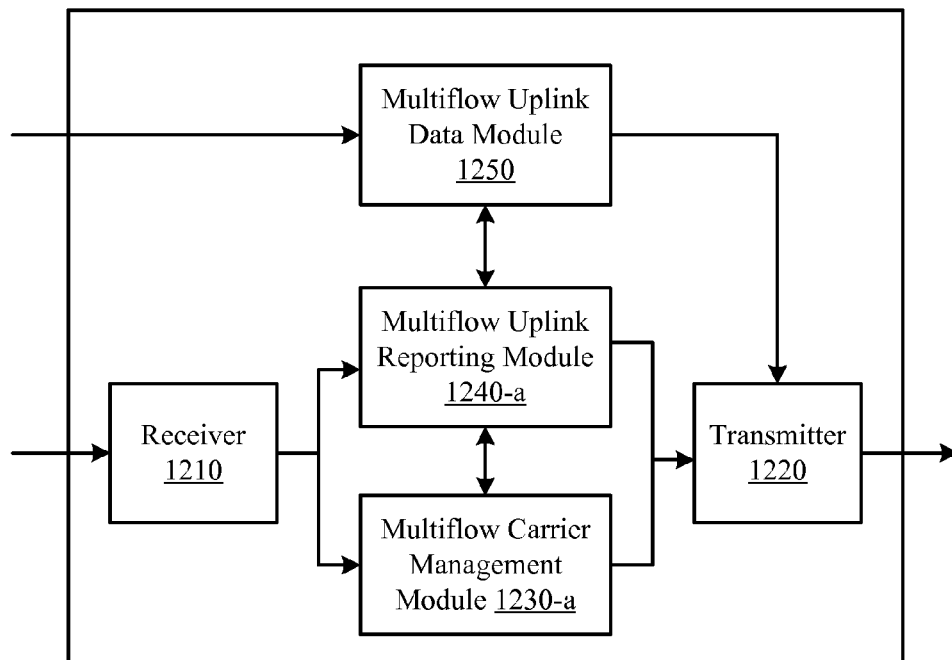 Multiflow Uplink
Data Module
1250
Multiflow Uplink
Reporting Module
1240-a
Receiver
1210
Transmitter
1220
Multiflow Carrier
Management
Module 1230-a